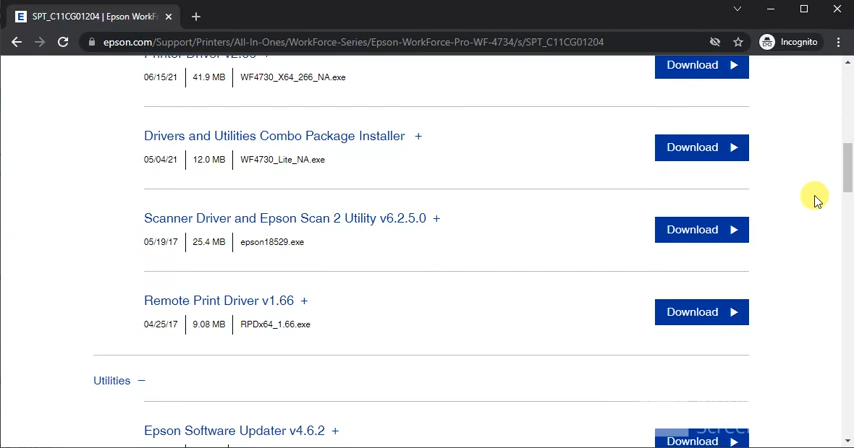 SPT_C11CG01204 | Epson WorkF
epson.com/Support/Printers/All-In-Ones/WorkForce-Series/Epson-WorkForce-Pro-WF-4734/s/SPT_C11CG01204
Incognito
Download
06/15/21 41.9 MB WF4730_X64_266_NA.exe
Drivers and Utilities Combo Package Installer +
Download
05/04/21 12.0 MB WF4730_Lite_NA.exe
Scanner Driver and Epson Scan 2 Utility v6.2.5.0 +
Download
05/19/17 25.4 MB epson18529.exe
Remote Print Driver v1.66 +
Download
04/25/17 9.08 MB RPDx64_1.66.exe
Utilities −
Epson Software Updater v4.6.2 +
Download